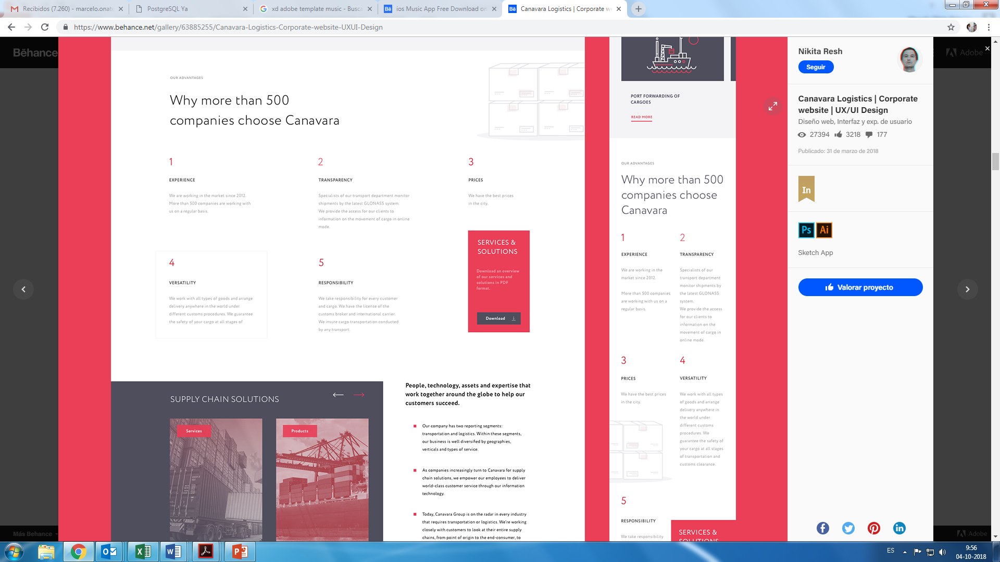 Recibidos (7.260) - marcelo.onat
PostgreSQL Ya
xd adobe template music - Busca
ios Music App Free Download on
Canavara Logistics | Corporate w
https://www.behance.net/gallery/63885255/Canavara-Logistics-Corporate-website-UXUI-Design
Bēhance
Adobe
OUR ADVANTAGES
Why more than 500
companies choose Canavara
1
EXPERIENCE
We are working in the market since 2012.
More than 500 companies are working with
us on a regular basis.
2
TRANSPARENCY
Specialists of our transport department monitor
shipments by the latest GLONASS system.
We provide the access for our clients to
information on the movement of cargo in online
mode.
3
PRICES
We have the best prices
in the city.
4
VERSATILITY
We work with all types of goods and arrange
delivery anywhere in the world under
different customs procedures. We guarantee
the safety of your cargo at all stages of
5
RESPONSIBILITY
We take responsibility for every customer
and cargo. We have the license of the
customs broker and international carrier.
We insure cargo transportation conducted
by any transport.
SERVICES &
SOLUTIONS
Download an overview
of our services and
solutions in PDF
format.
Download
SUPPLY CHAIN SOLUTIONS
Services
Products
People, technology, assets and expertise that
work together around the globe to help our
customers succeed.
Our company has two reporting segments:
transportation and logistics. Within these segments,
our business is well diversified by geographies,
verticals and types of service.
As companies increasingly turn to Canavara for supply
chain solutions, we empower our employees to deliver
world-class customer service through our information
technology.
Today, Canavara Group is on the radar in every industry
that requires transportation or logistics. We're working
closely with customers to look at their entire supply
chains, from point of origin to the end-consumer, to
PORT FORWARDING OF
CARGOES
READ MORE
OUR ADVANTAGES
Why more than 500
companies choose
Canavara
1
EXPERIENCE
We are working in the
market since 2012.
More than 500 companies
are working with us on a
regular basis.
2
TRANSPARENCY
Specialists of our
transport department
monitor shipments by
the latest GLONASS
system.
We provide the access
for our clients to
information on the
movement of cargo in
online mode.
3
PRICES
We have the best prices
in the city.
4
VERSATILITY
We work with all types
of goods and arrange
delivery anywhere in
the world under
different customs
procedures. We
guarantee the safety of
your cargo at all stages
of transportation and
customs clearance.
5
RESPONSIBILITY
We take responsibility
SERVICES &
SOLUTIONS
Nikita Resh
Seguir
Canavara Logistics | Corporate
website | UX/UI Design
Diseño web, Interfaz y exp. de usuario
27394 3218 177
Publicado: 31 de marzo de 2018
In
Ps Ai
Sketch App
Valorar proyecto
Más Behance
Adobe
ES
9:56
04-10-2018